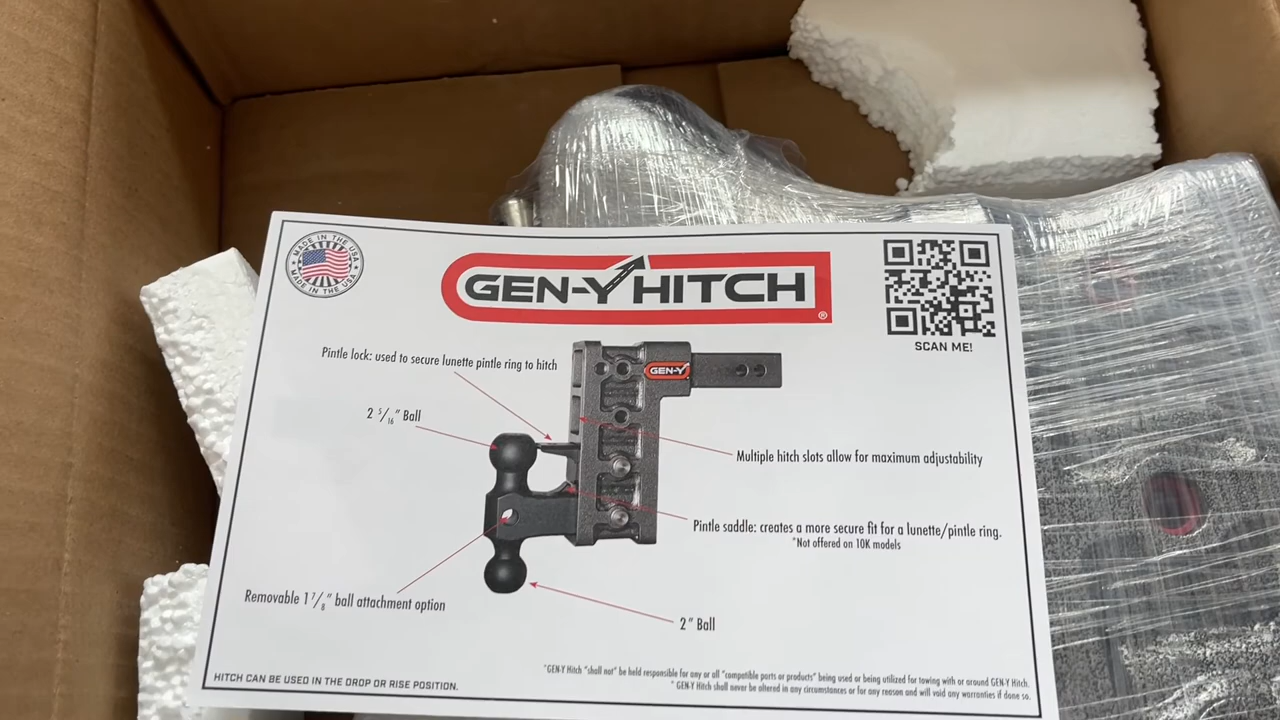 MADE IN THE USA
MADE IN THE USA
GEN-Y HITCH®
SCAN ME!
Pintle lock: used to secure lunette pintle ring to hitch
GEN-Y
2 5/16" Ball
Multiple hitch slots allow for maximum adjustability
Pintle saddle: creates a more secure fit for a lunette/pintle ring.
*Not offered on 10K models
Removable 1 7/8" ball attachment option
2" Ball
*GEN-Y Hitch "shall not" be held responsible for any or all "compatible parts or products" being used or being utilized for towing with or around GEN-Y Hitch.
* GEN-Y Hitch shall never be altered in any circumstances or for any reason and will void any warranties if done so.
HITCH CAN BE USED IN THE DROP OR RISE POSITION.